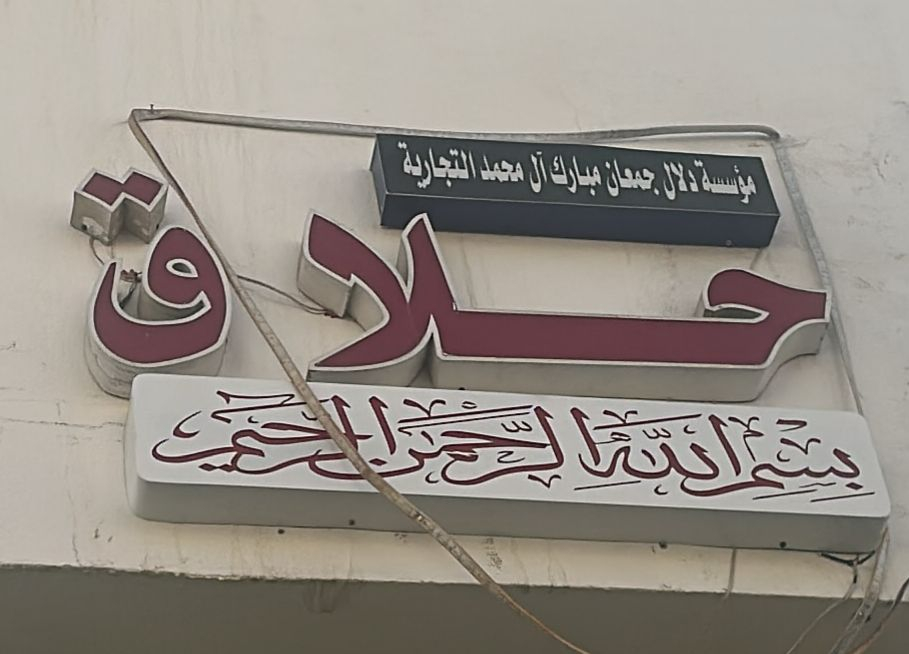 مؤسسة دلال جمعان مبارك آل محمد التجارية
حلاق
بسم الله الرحمن الرحيم